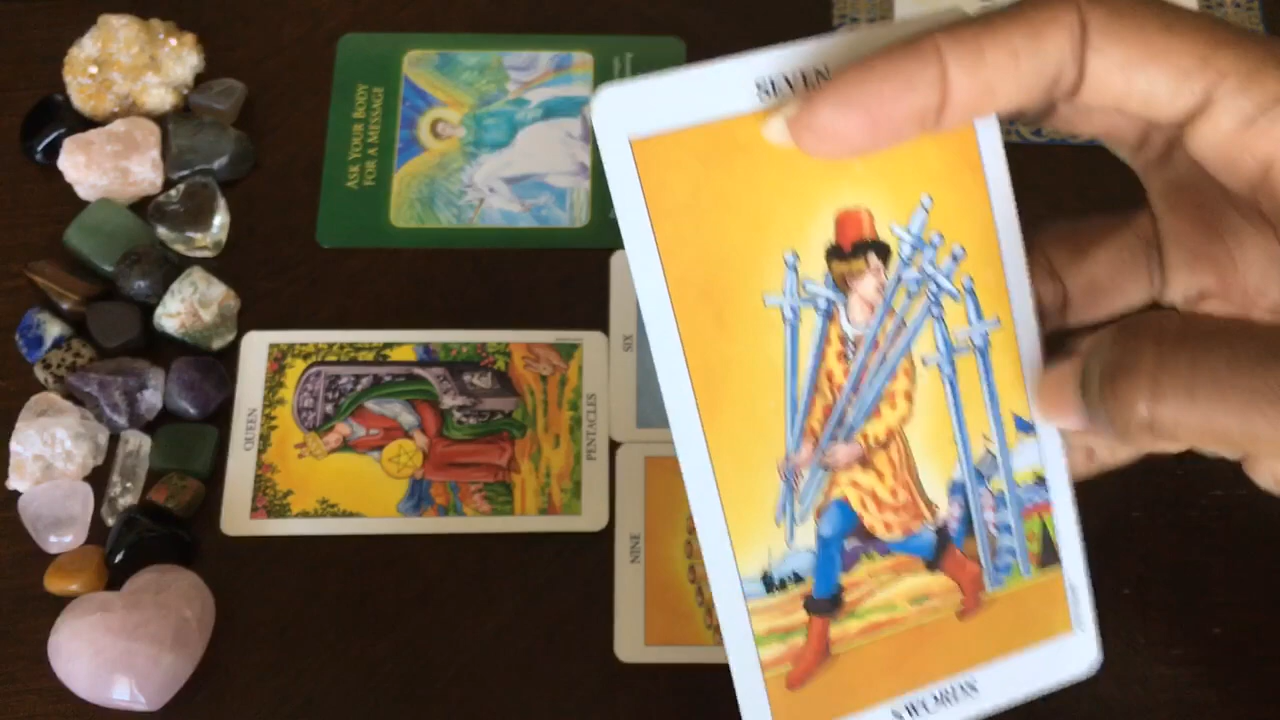 ASK YOUR BODY
FOR A MESSAGE
QUEEN
PENTACLES
SIX
NINE
SEVEN
SWORDS